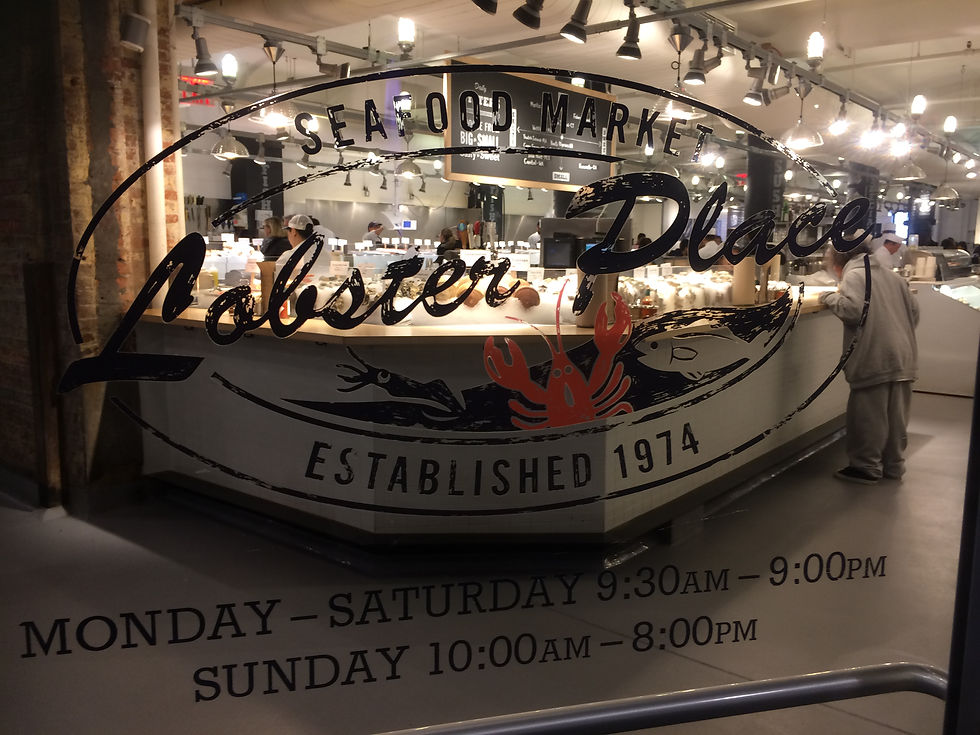 SEAFOOD MARKET
Lobster Place
ESTABLISHED 1974
MONDAY – SATURDAY 9:30AM – 9:00PM
SUNDAY 10:00AM – 8:00PM